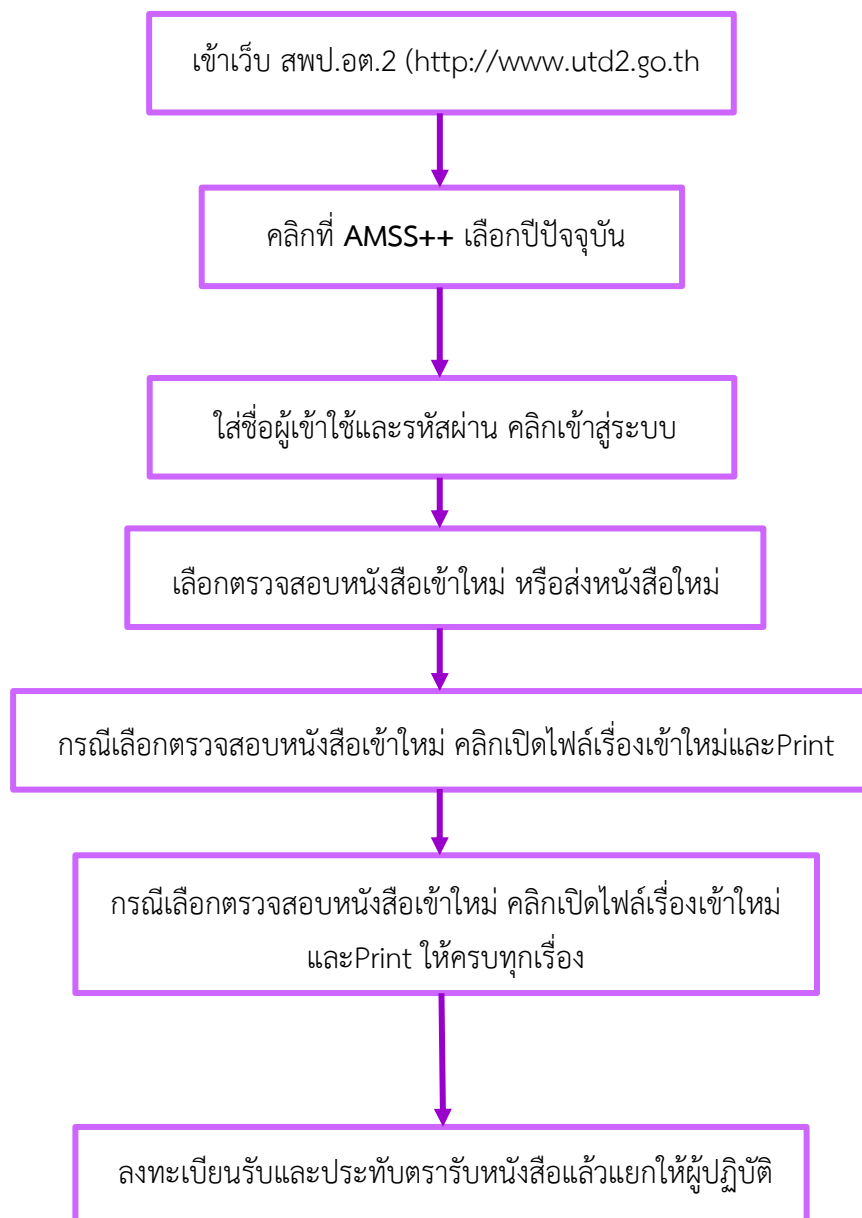 เข้าเว็บ สพป.อต.2 (http://www.utd2.go.th
คลิกที่ AMSS++ เลือกปีปัจจุบัน
ใส่ชื่อผู้เข้าใช้และรหัสผ่าน คลิกเข้าสู่ระบบ
เลือกตรวจสอบหนังสือเข้าใหม่ หรือส่งหนังสือใหม่
กรณีเลือกตรวจสอบหนังสือเข้าใหม่ คลิกเปิดไฟล์เรื่องเข้าใหม่และPrint
กรณีเลือกตรวจสอบหนังสือเข้าใหม่ คลิกเปิดไฟล์เรื่องเข้าใหม่
และPrint ให้ครบทุกเรื่อง
ลงทะเบียนรับและประทับตรารับหนังสือแล้วแยกให้ผู้ปฏิบัติ